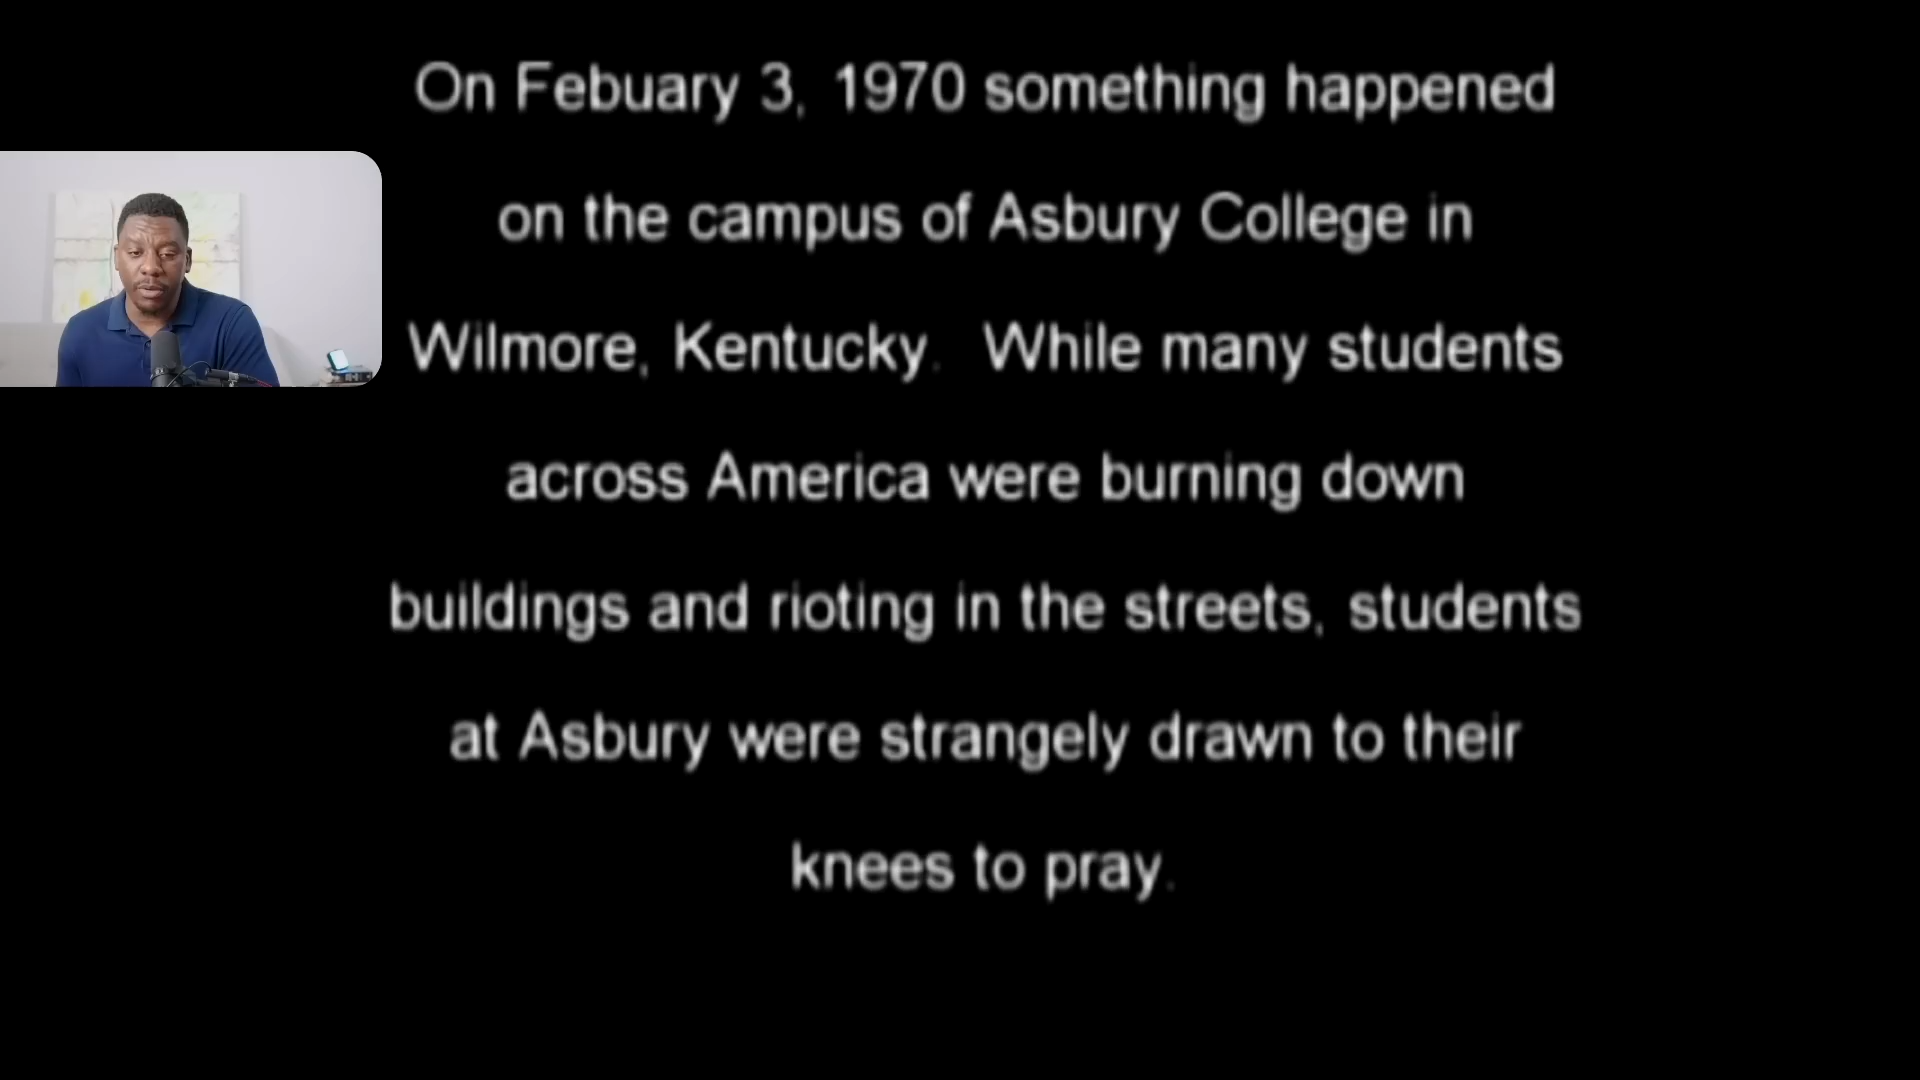 On Febuary 3, 1970 something happened
on the campus of Asbury College in
Wilmore, Kentucky.  While many students
across America were burning down
buildings and rioting in the streets, students
at Asbury were strangely drawn to their
knees to pray.